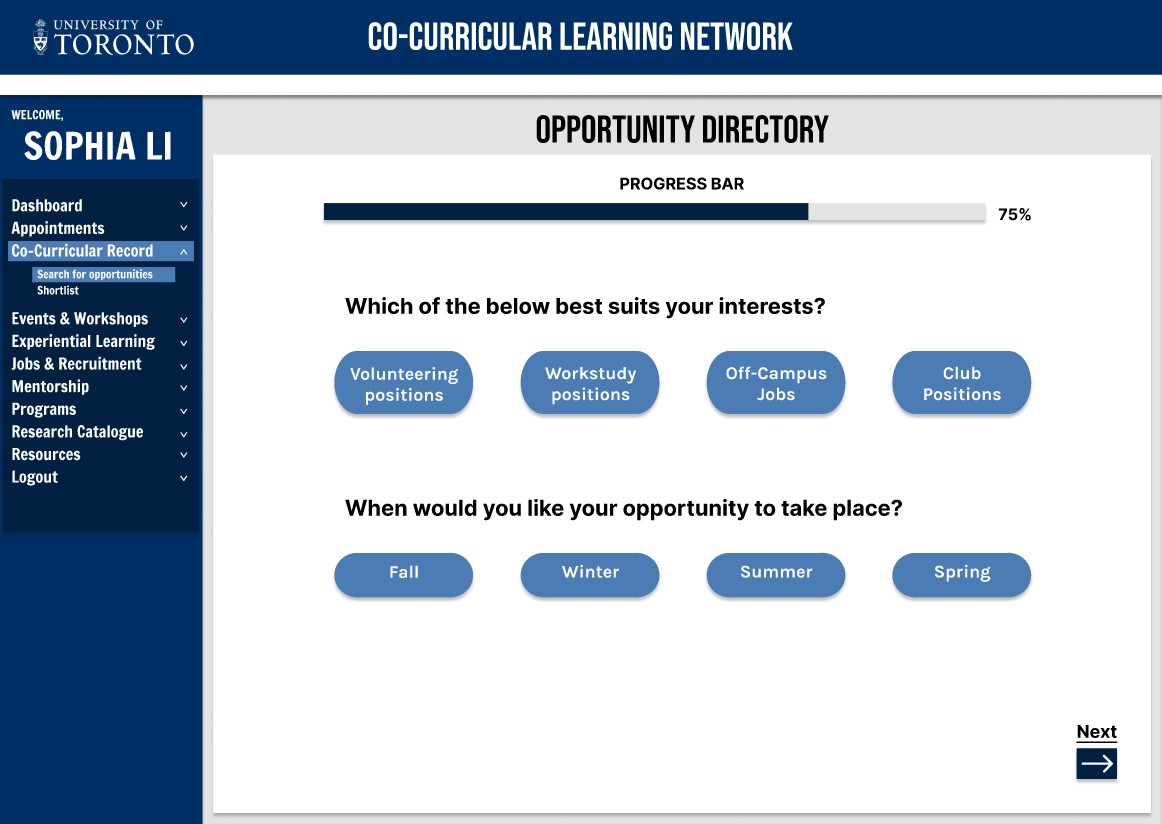 UNIVERSITY OF
TORONTO
CO-CURRICULAR LEARNING NETWORK
WELCOME,
SOPHIA LI
Dashboard
Appointments
Co-Curricular Record
Search for opportunities
Shortlist
Events & Workshops
Experiential Learning
Jobs & Recruitment
Mentorship
Programs
Research Catalogue
Resources
Logout
OPPORTUNITY DIRECTORY
PROGRESS BAR
75%
Which of the below best suits your interests?
Volunteering
positions
Workstudy
positions
Off-Campus
Jobs
Club
Positions
When would you like your opportunity to take place?
Fall
Winter
Summer
Spring
Next